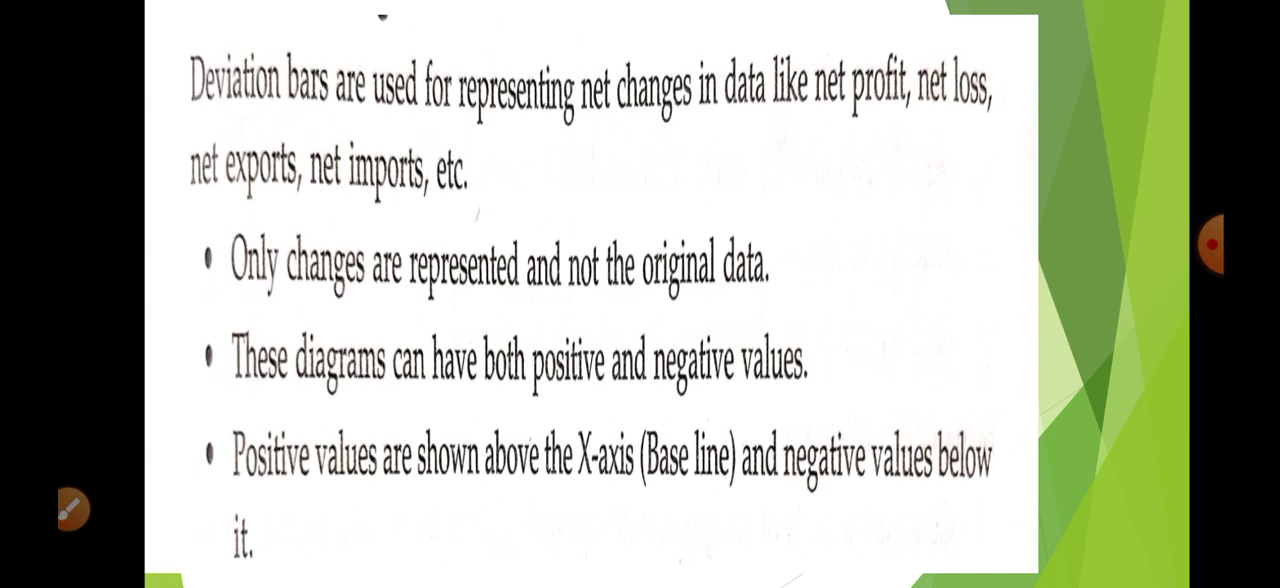 Deviation bars are used for representing net changes in data like net profit, net loss,
net exports, net imports, etc.
• Only changes are represented and not the original data.
• These diagrams can have both positive and negative values.
• Positive values are shown above the X-axis (Base line) and negative values below
it.